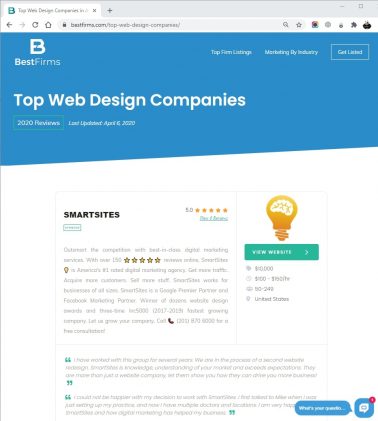 Top Web Design Companies in A
bestfirms.com/top-web-design-companies/
B
BestFirms
Top Firm Listings
Marketing By Industry
Get Listed
Top Web Design Companies
2020 Reviews
Last Updated: April 6, 2020
SMARTSITES
5.0
VIEW WEBSITE
Outsmart the competition with best-in-class digital marketing
services. With over 150 reviews online, SmartSites
is America's #1 rated digital marketing agency. Get more traffic.
Acquire more customers. Sell more stuff. SmartSites works for
businesses of all sizes. SmartSites is a Google Premier Partner and
Facebook Marketing Partner. Winner of dozens website design
awards and three-time Inc5000 (2017-2019) fastest growing
company. Let us grow your company. Call (201) 870 6000 for a
free consultation!
$10,000
$100 - $150/hr
50-249
United States
I have worked with this group for several years. We are in the process of a second website
redesign. SmartSites is knowledge, understanding of your market and exceeds expectations. they
are more than just a website company, let them show you how they can drive you more business!
I could not be happier with my decision to work with SmartSites. I first talked to Mike when I was
just setting up my practice, and now I have multiple doctors and locations. I am very happ
SmartSites and how digital marketing has helped my business.
What's your questio...
1